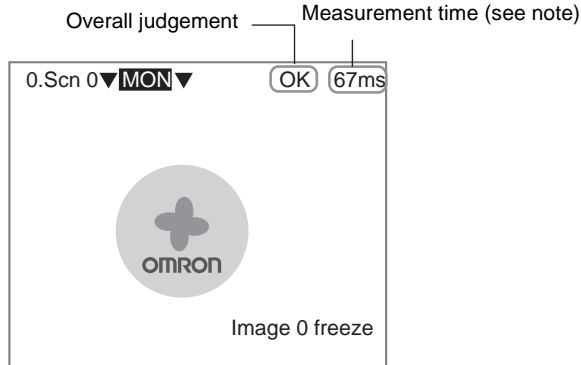 Overall judgement
Measurement time (see note)
0.Scn 0▼ MON ▼ OK 67ms
OMRON
Image 0 freeze